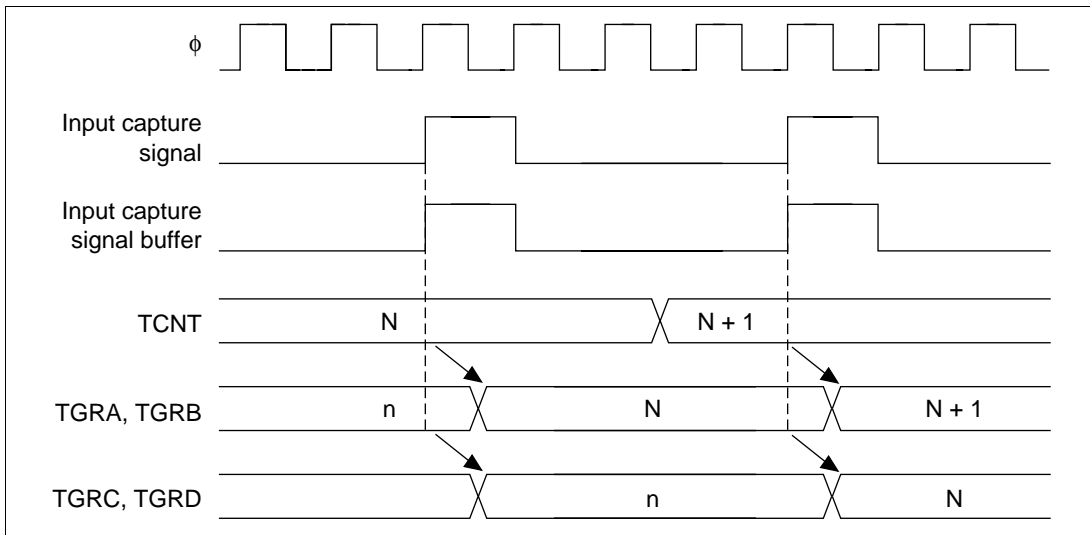 ϕ
Input capture
signal
Input capture
signal buffer
TCNT
N
N + 1
TGRA, TGRB
n
N
N + 1
TGRC, TGRD
n
N